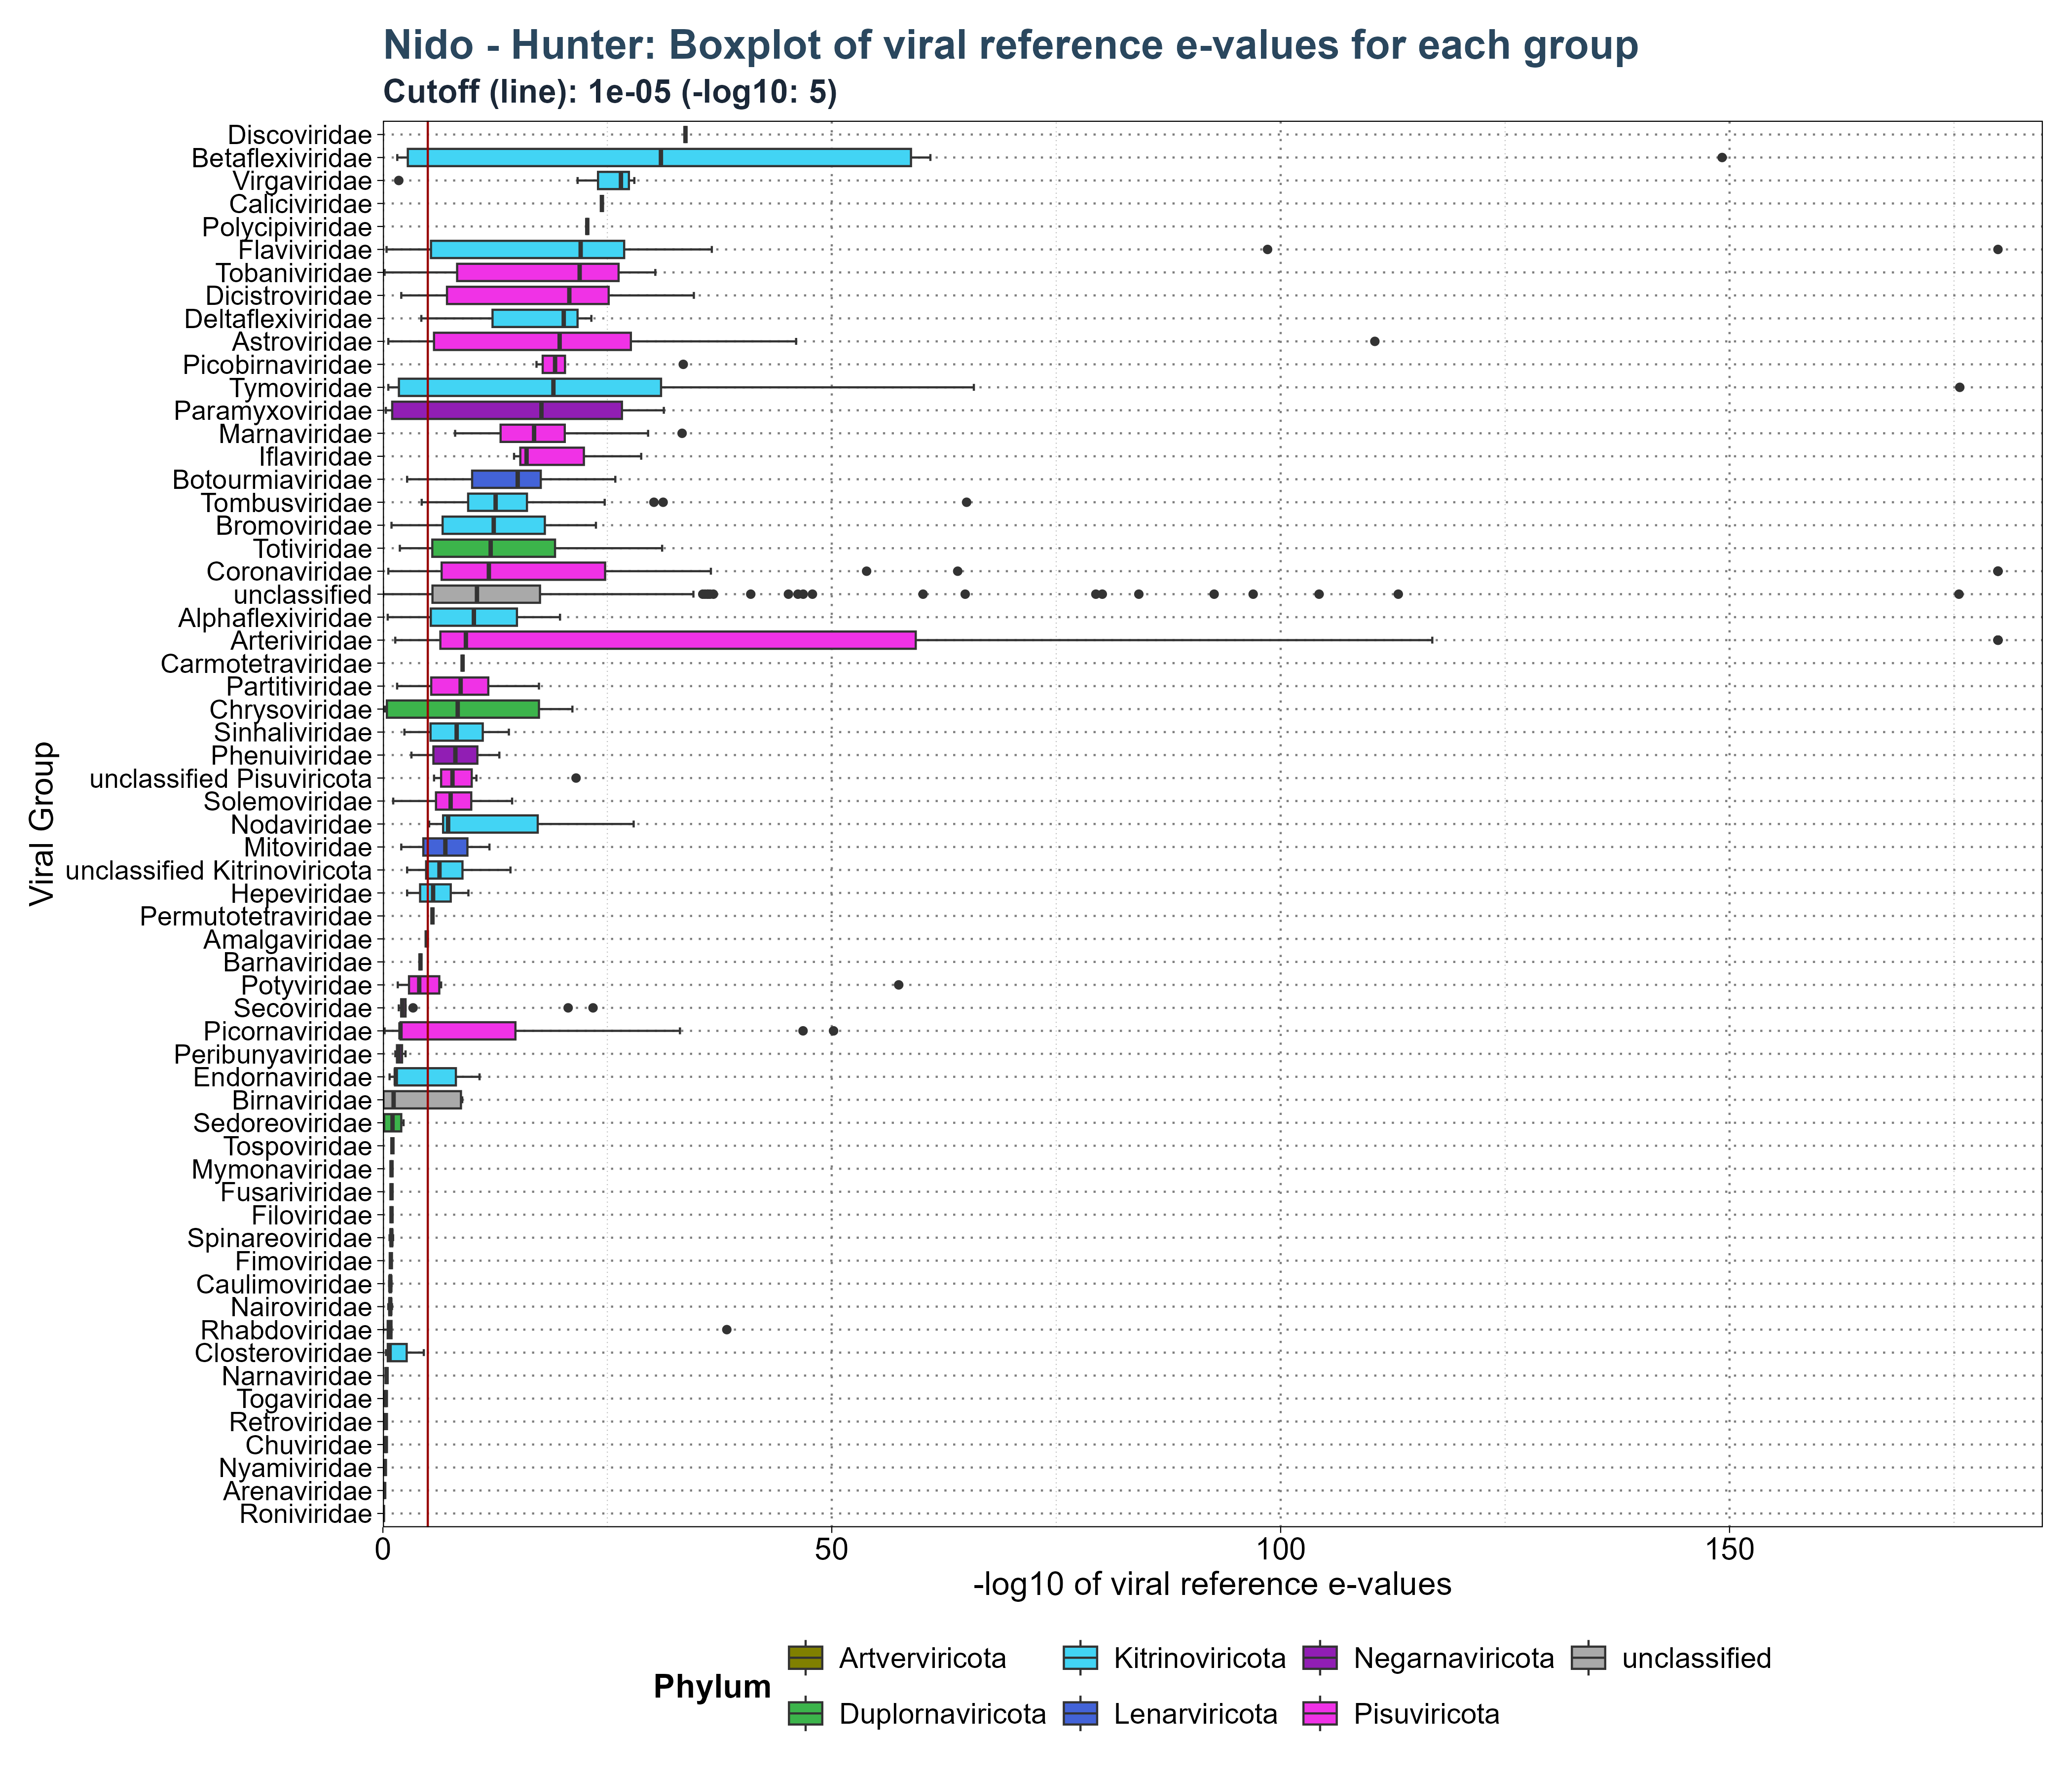 Nido - Hunter: Boxplot of viral reference e-values for each group
Cutoff (line): 1e-05 (-log10: 5)
Discoviridae
Betaflexiviridae
Virgaviridae
Caliciviridae
Polycipiviridae
Flaviviridae
Tobaniviridae
Dicistroviridae
Deltaflexiviridae
Astroviridae
Picobirnaviridae
Tymoviridae
Paramyxoviridae
Marnaviridae
Iflaviridae
Botourmiaviridae
Tombusviridae
Bromoviridae
Totiviridae
Coronaviridae
unclassified
Alphaflexiviridae
Arteriviridae
Carmotetraviridae
Partitiviridae
Chrysoviridae
Sinhaliviridae
Phenuiviridae
unclassified Pisuviricota
Solemoviridae
Nodaviridae
Mitoviridae
unclassified Kitrinoviricota
Hepeviridae
Permutotetraviridae
Amalgaviridae
Barnaviridae
Potyviridae
Secoviridae
Picornaviridae
Peribunyaviridae
Endornaviridae
Birnaviridae
Sedoreoviridae
Tospoviridae
Mymonaviridae
Fusariviridae
Filoviridae
Spinareoviridae
Fimoviridae
Caulimoviridae
Nairoviridae
Rhabdoviridae
Closteroviridae
Narnaviridae
Togaviridae
Retroviridae
Chuviridae
Nyamiviridae
Arenaviridae
Roniviridae
Viral Group
0 50 100 150
-log10 of viral reference e-values
Phylum
Artverviricota Kitrinoviricota Negarnaviricota unclassified
Duplornaviricota Lenarviricota Pisuviricota